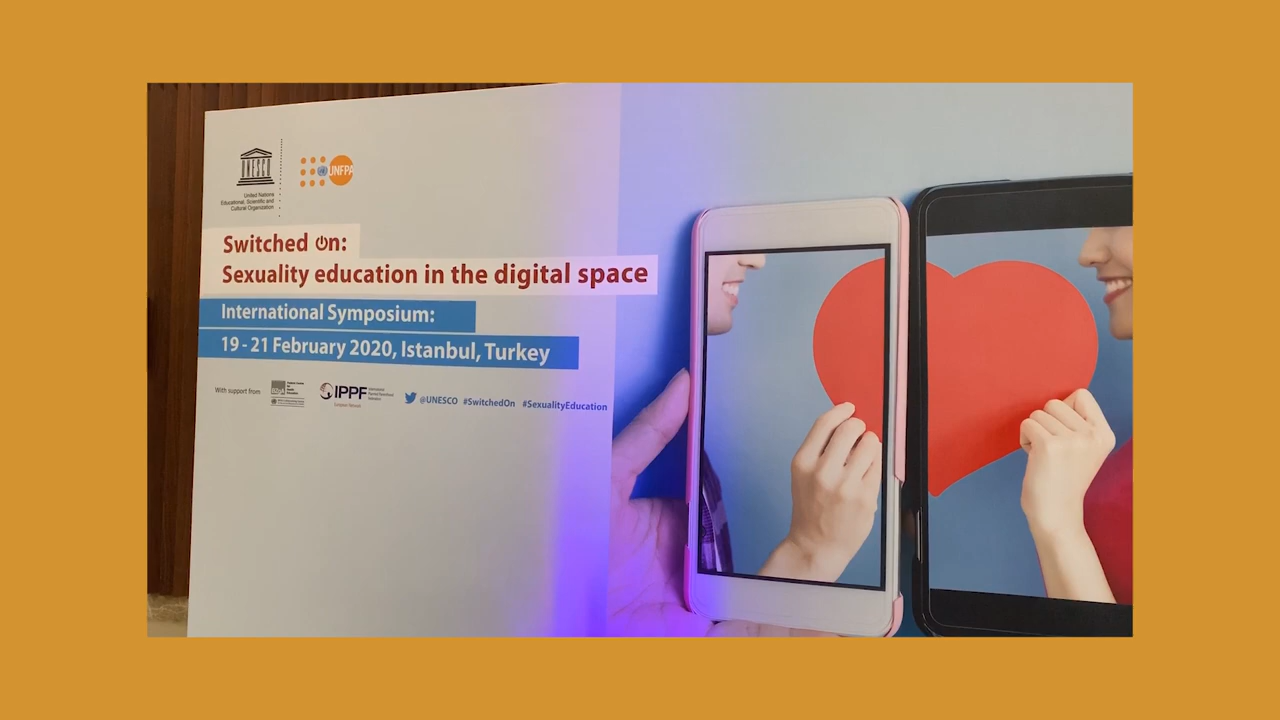 UNESCO
United Nations
Educational, Scientific and
Cultural Organization
UNFPA
Switched On:
Sexuality education in the digital space
International Symposium:
19 - 21 February 2020, Istanbul, Turkey
With support from
IPPF
@UNESCO #SwitchedOn #SexualityEducation